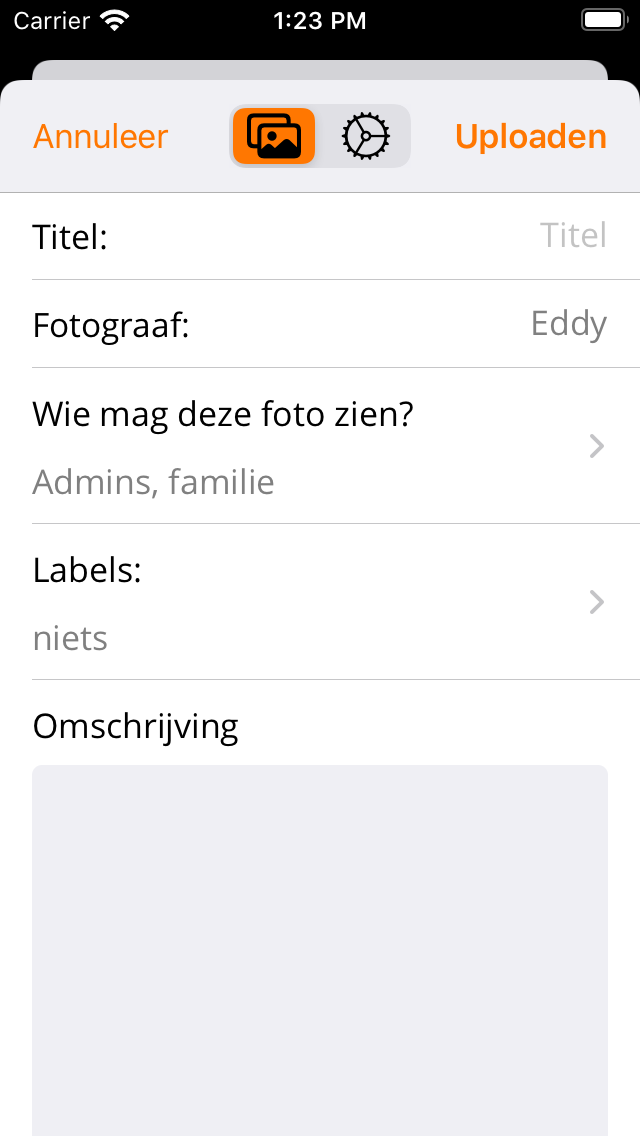 Carrier 1:23 PM
Annuleer Uploaden
Titel: Titel
Fotograaf: Eddy
Wie mag deze foto zien?
Admins, familie
Labels:
niets
Omschrijving